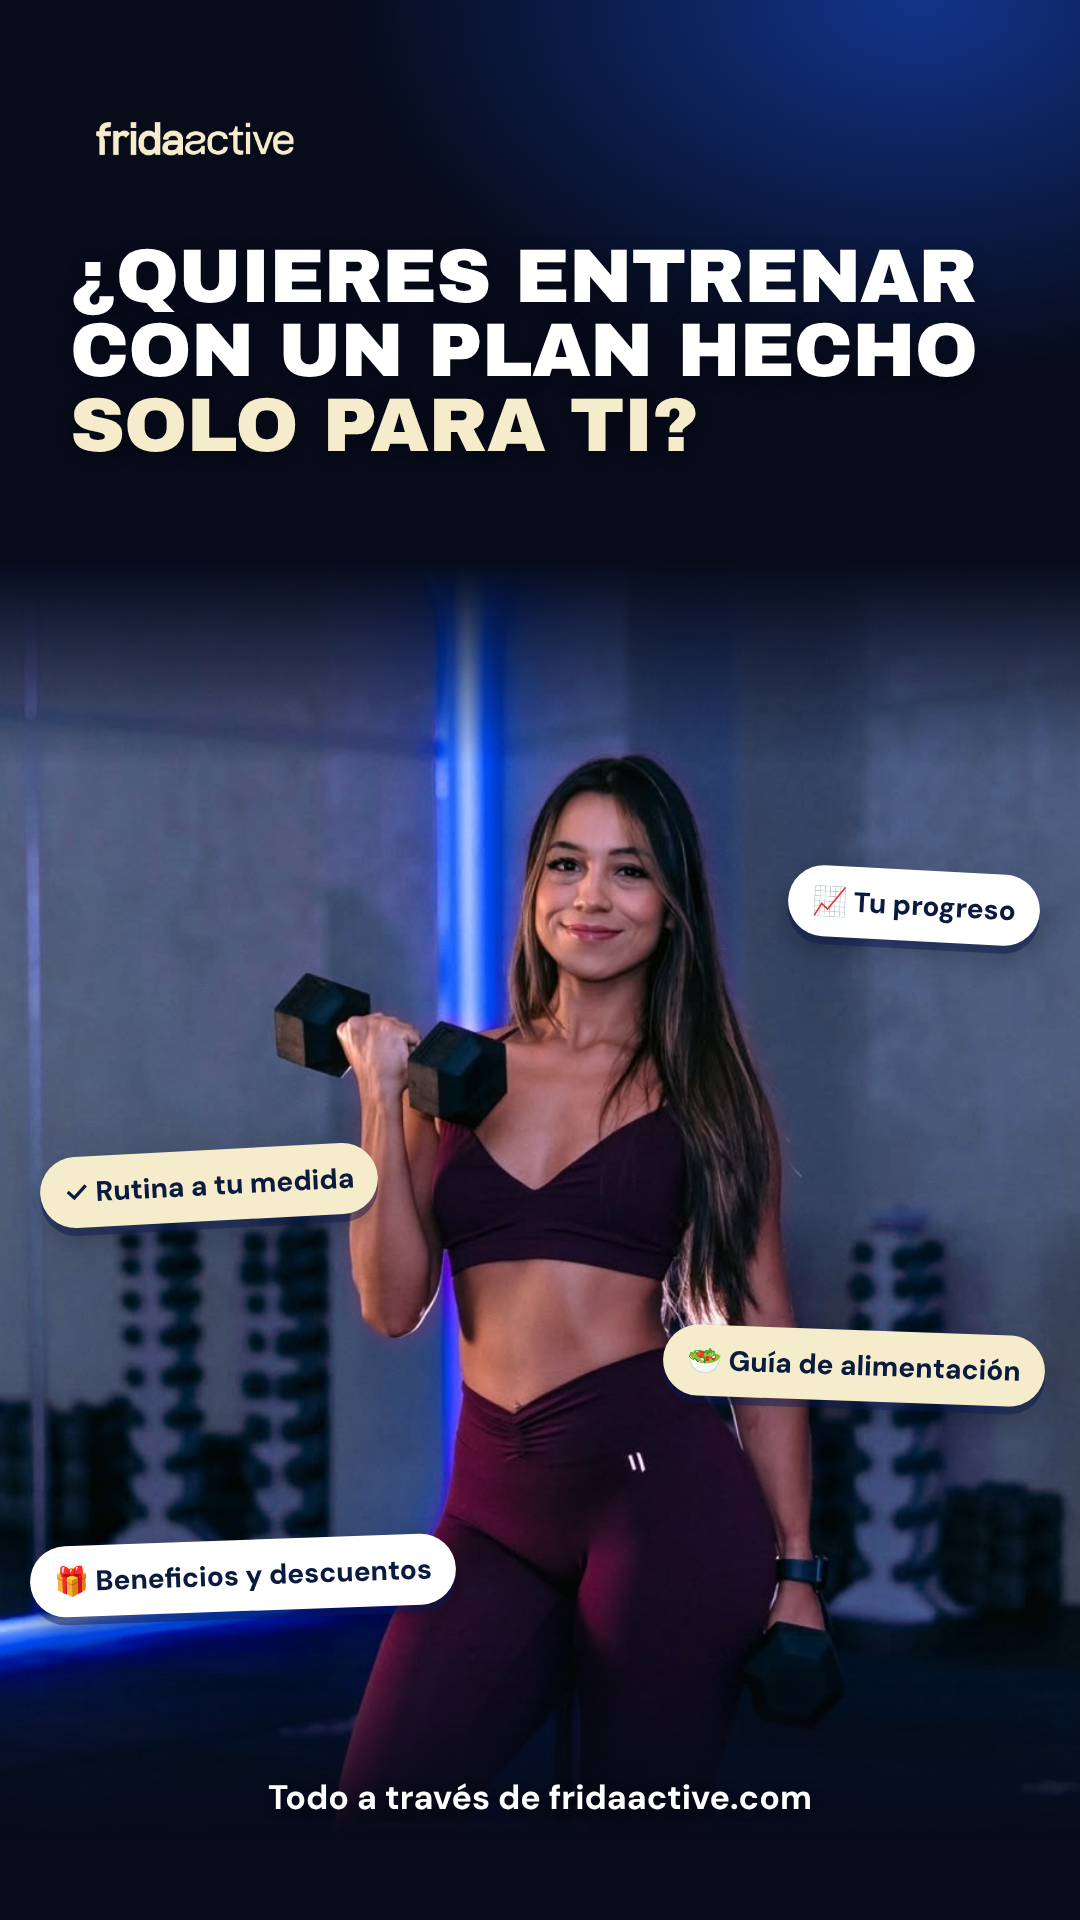 fridaactive
¿QUIERES ENTRENAR
CON UN PLAN HECHO
SOLO PARA TI?
📈 Tu progreso
✓ Rutina a tu medida
🥗 Guía de alimentación
🎁 Beneficios y descuentos
Todo a través de fridaactive.com